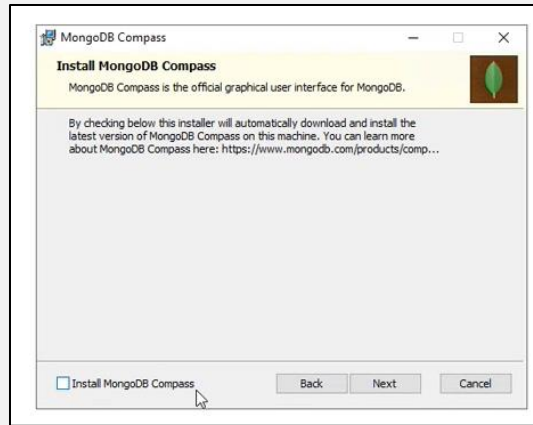 MongoDB Compass
Install MongoDB Compass
MongoDB Compass is the official graphical user interface for MongoDB.
By checking below this installer will automatically download and install the
latest version of MongoDB Compass on this machine. You can learn more
about MongoDB Compass here: https://www.mongodb.com/products/comp...
Install MongoDB Compass
Back
Next
Cancel